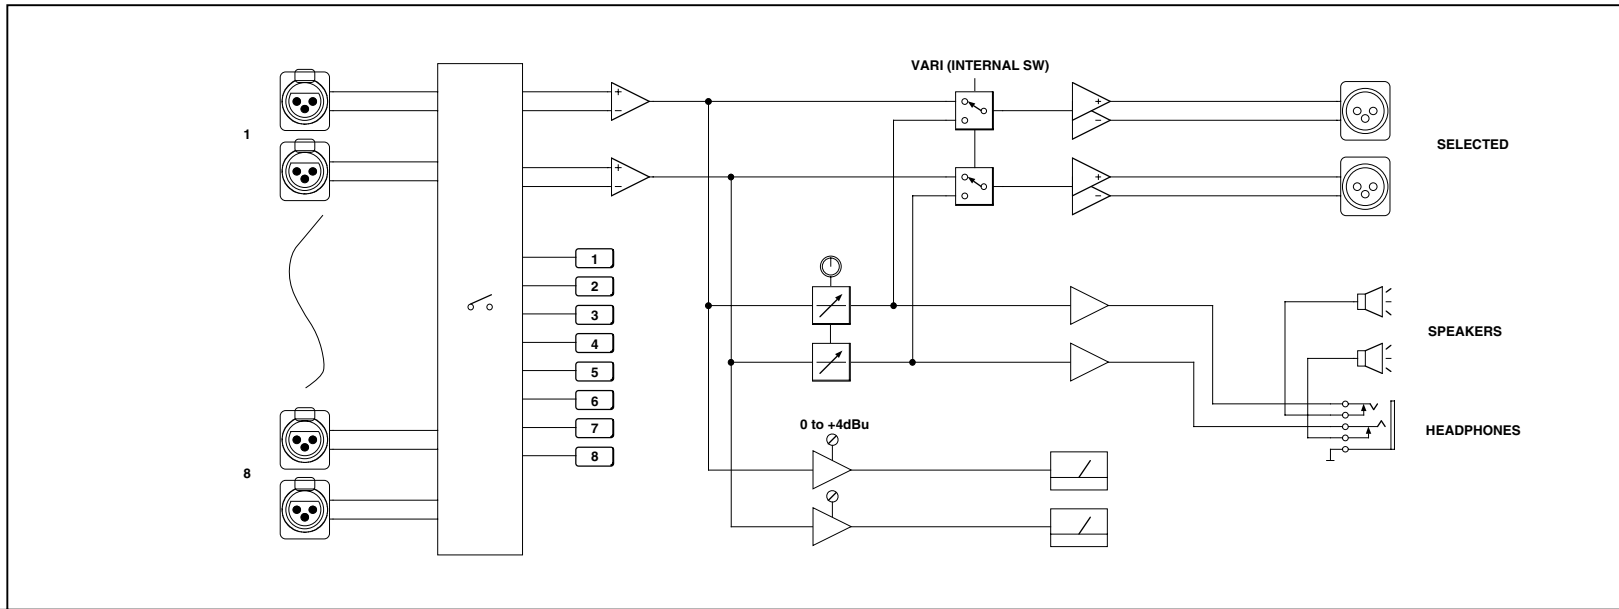 VARI (INTERNAL SW)
1
SELECTED
1
2
3
4
5
6
7
8
SPEAKERS
0 to +4dBu
HEADPHONES
8